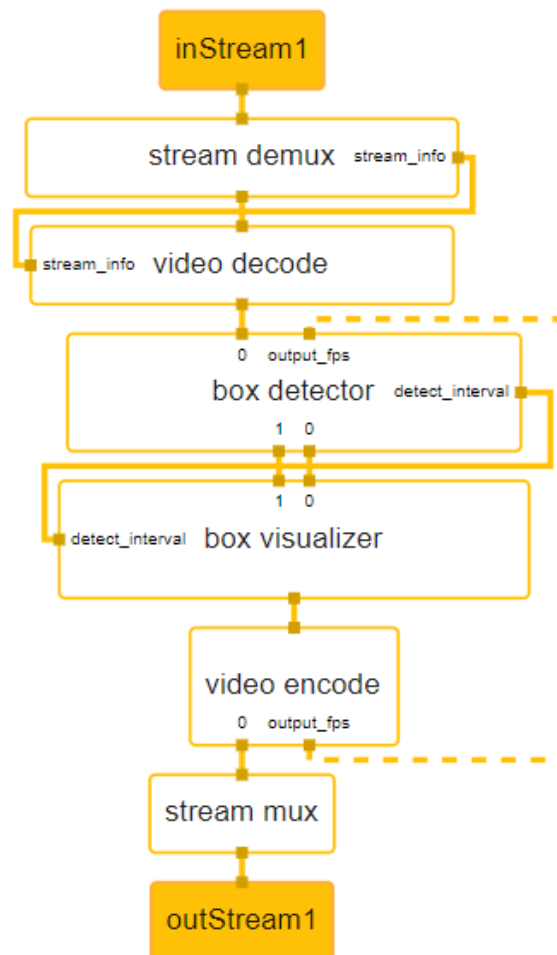 inStream1
stream demux stream_info
stream_info video decode
0 output_fps
box detector detect_interval
1 0
1 0
detect_interval box visualizer
video encode
0 output_fps
stream mux
outStream1